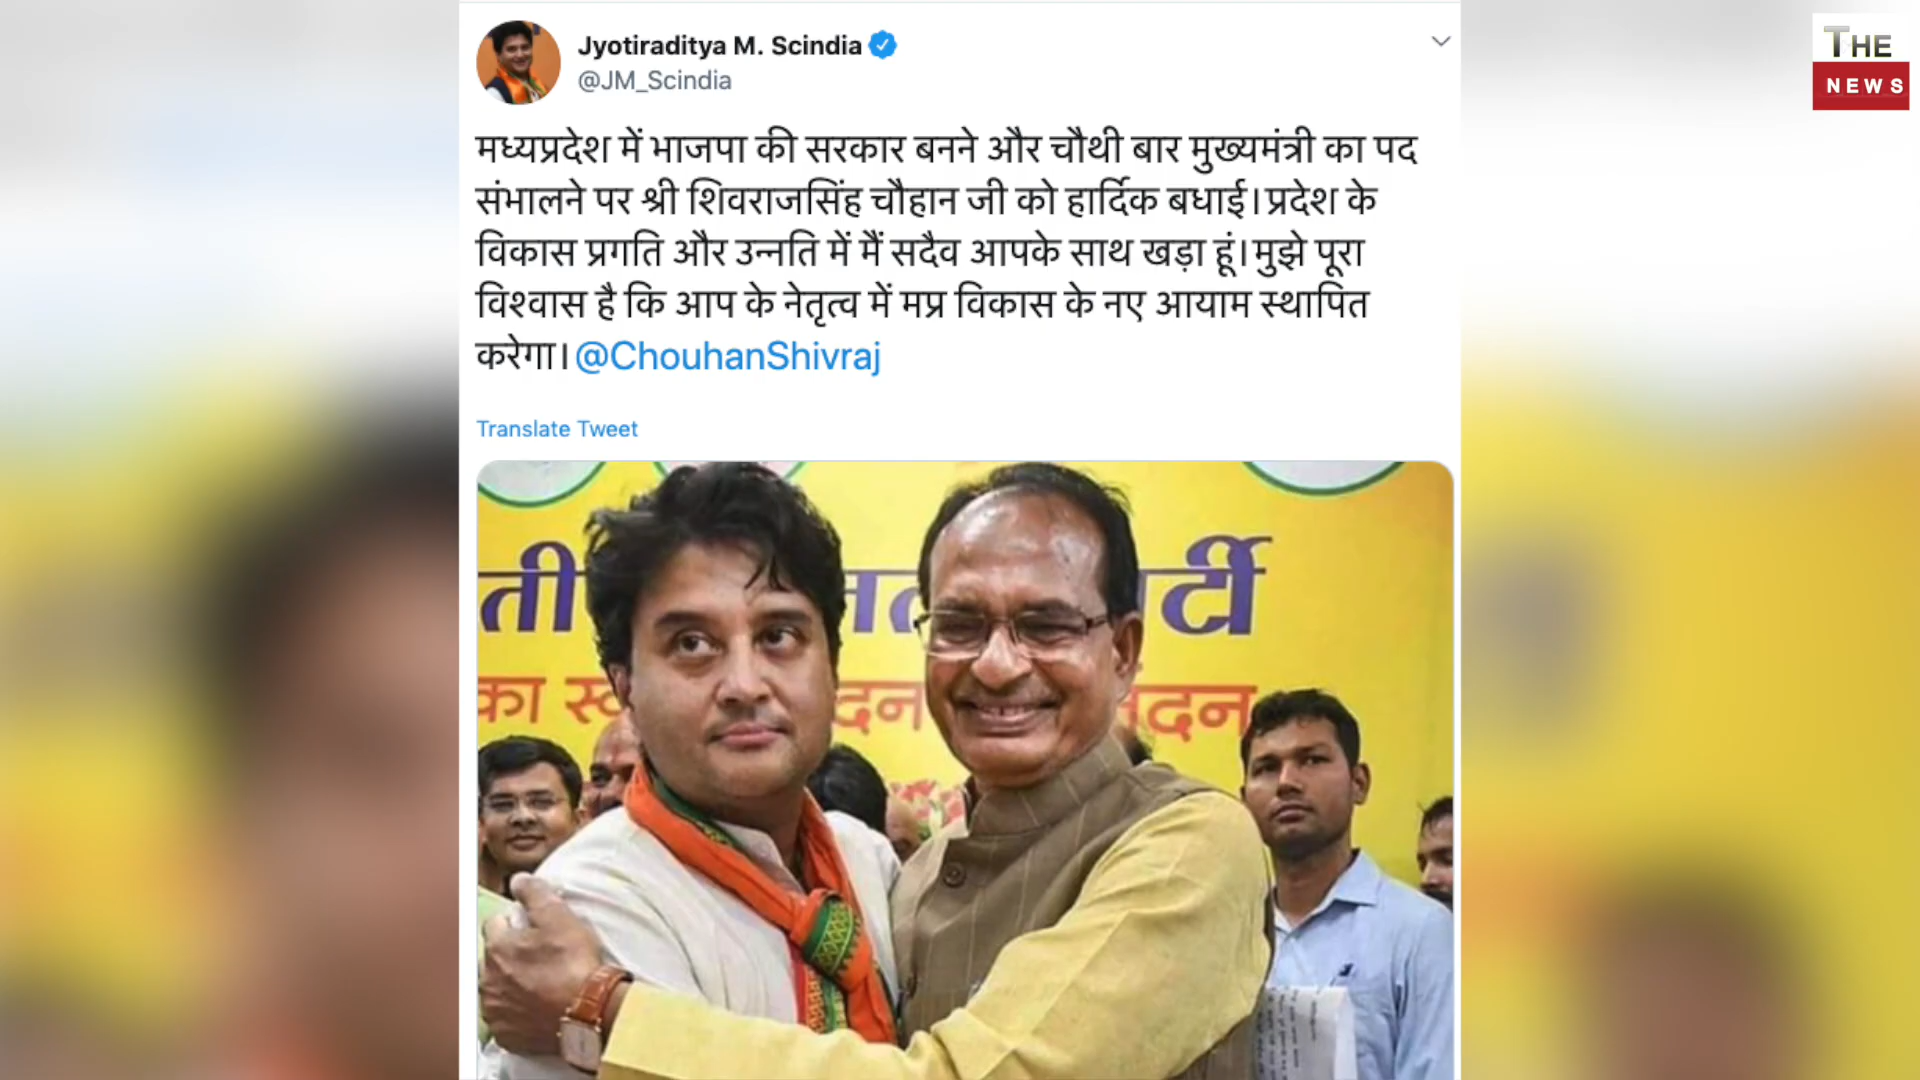 Jyotiraditya M. Scindia
@JM_Scindia
THE
NEWS
मध्यप्रदेश में भाजपा की सरकार बनने और चौथी बार मुख्यमंत्री का पद
संभालने पर श्री शिवराजसिंह चौहान जी को हार्दिक बधाई।प्रदेश के
विकास प्रगति और उन्नति में मैं सदैव आपके साथ खड़ा हूं।मुझे पूरा
विश्वास है कि आप के नेतृत्व में मप्र विकास के नए आयाम स्थापित
करेगा।@ChouhanShivraj
Translate Tweet